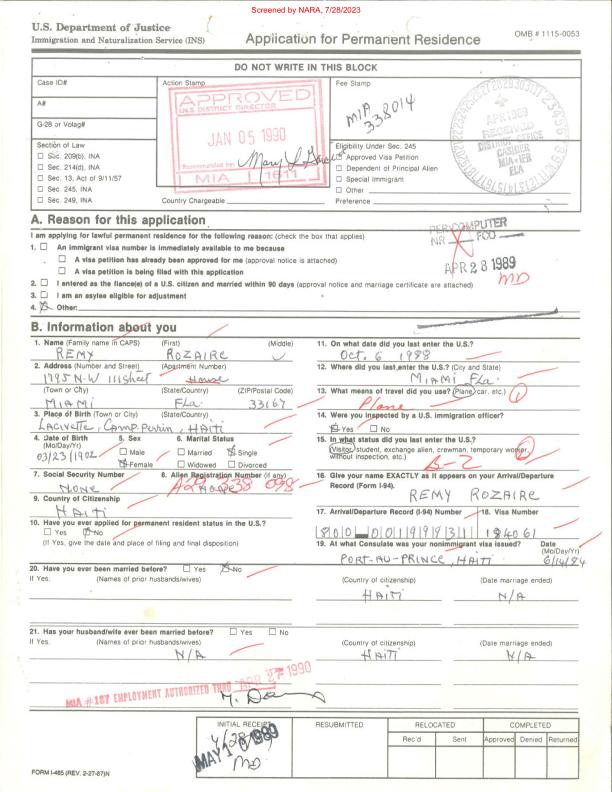 Screened by NARA, 7/28/2023
U.S. Department of Justice
Immigration and Naturalization Service (INS)
Application for Permanent Residence
OMB # 1115-0053
DO NOT WRITE IN THIS BLOCK
Case ID#
Action Stamp
Fee Stamp
A#
G-28 or Volag#
APPROVED
U.S. DISTRICT DIRECTOR
JAN 05 1990
Recommended by:
MIA 1611
MIA
338014
APR 1989
RECEIVED
DISTRICT OFFICE
CASHIER
MIA-IER
ELA
Section of Law
☐ Sec. 209(b), INA
☐ Sec. 214(d), INA
☐ Sec. 13, Act of 9/11/57
☐ Sec. 245, INA
☐ Sec. 249, INA
Country Chargeable
Eligibility Under Sec. 245
☐ Approved Visa Petition
☐ Dependent of Principal Alien
☐ Special Immigrant
☐ Other
Preference
A. Reason for this application
PER COMPUTER
NR FCO
APR 28 1989
MD
I am applying for lawful permanent residence for the following reason: (check the box that applies)
1. ☐ An immigrant visa number is immediately available to me because
☐ A visa petition has already been approved for me (approval notice is attached)
☐ A visa petition is being filed with this application
2. ☐ I entered as the fiance(e) of a U.S. citizen and married within 90 days (approval notice and marriage certificate are attached)
3. ☐ I am an asylee eligible for adjustment
4. ☒ Other:
B. Information about you
1. Name (Family name in CAPS) (First) (Middle)
REMY ROZAIRE
2. Address (Number and Street) (Apartment Number)
1795 N.W 111 Street House
(Town or City) (State/Country) (ZIP/Postal Code)
MIAMI Fla. 33167
3. Place of Birth (Town or City) (State/Country)
Lacivette, Camp.Perrin, HAITI
4. Date of Birth (Mo/Day/Yr) 5. Sex 6. Marital Status
03/23/1902 ☐ Male ☒ Female ☐ Married ☒ Single ☐ Widowed ☐ Divorced
7. Social Security Number 8. Alien Registration Number (if any)
NONE None A29 338 098
9. Country of Citizenship
HAITI
10. Have you ever applied for permanent resident status in the U.S.?
☐ Yes ☒ No
(If Yes, give the date and place of filing and final disposition)
11. On what date did you last enter the U.S.?
Oct. 6 1988
12. Where did you last enter the U.S.? (City and State)
MIAMI Fla.
13. What means of travel did you use? (Plane, car, etc.)
Plane
14. Were you inspected by a U.S. immigration officer?
☒ Yes ☐ No
15. In what status did you last enter the U.S.?
(Visitor, student, exchange alien, crewman, temporary worker, without inspection, etc.)
B-2
16. Give your name EXACTLY as it appears on your Arrival/Departure Record (Form I-94).
REMY ROZAIRE
17. Arrival/Departure Record (I-94) Number 18. Visa Number
184061
19. At what Consulate was your nonimmigrant visa issued? Date (Mo/Day/Yr)
PORT-AU-PRINCE, HAITI 6/14/84
20. Have you ever been married before? ☐ Yes ☒ No
If Yes, (Names of prior husbands/wives) (Country of citizenship) (Date marriage ended)
HAITI N/A
21. Has your husband/wife ever been married before? ☐ Yes ☐ No
If Yes, (Names of prior husbands/wives) (Country of citizenship) (Date marriage ended)
N/A HAITI N/A
MIA #187 EMPLOYMENT AUTHORIZED THRU APR 27 1990
INITIAL RECEIPT RESUBMITTED RELOCATED COMPLETED
Rec'd Sent Approved Denied Returned
4/28/89
MAY 10 1989
MD
FORM I-485 (REV. 2-27-87)N